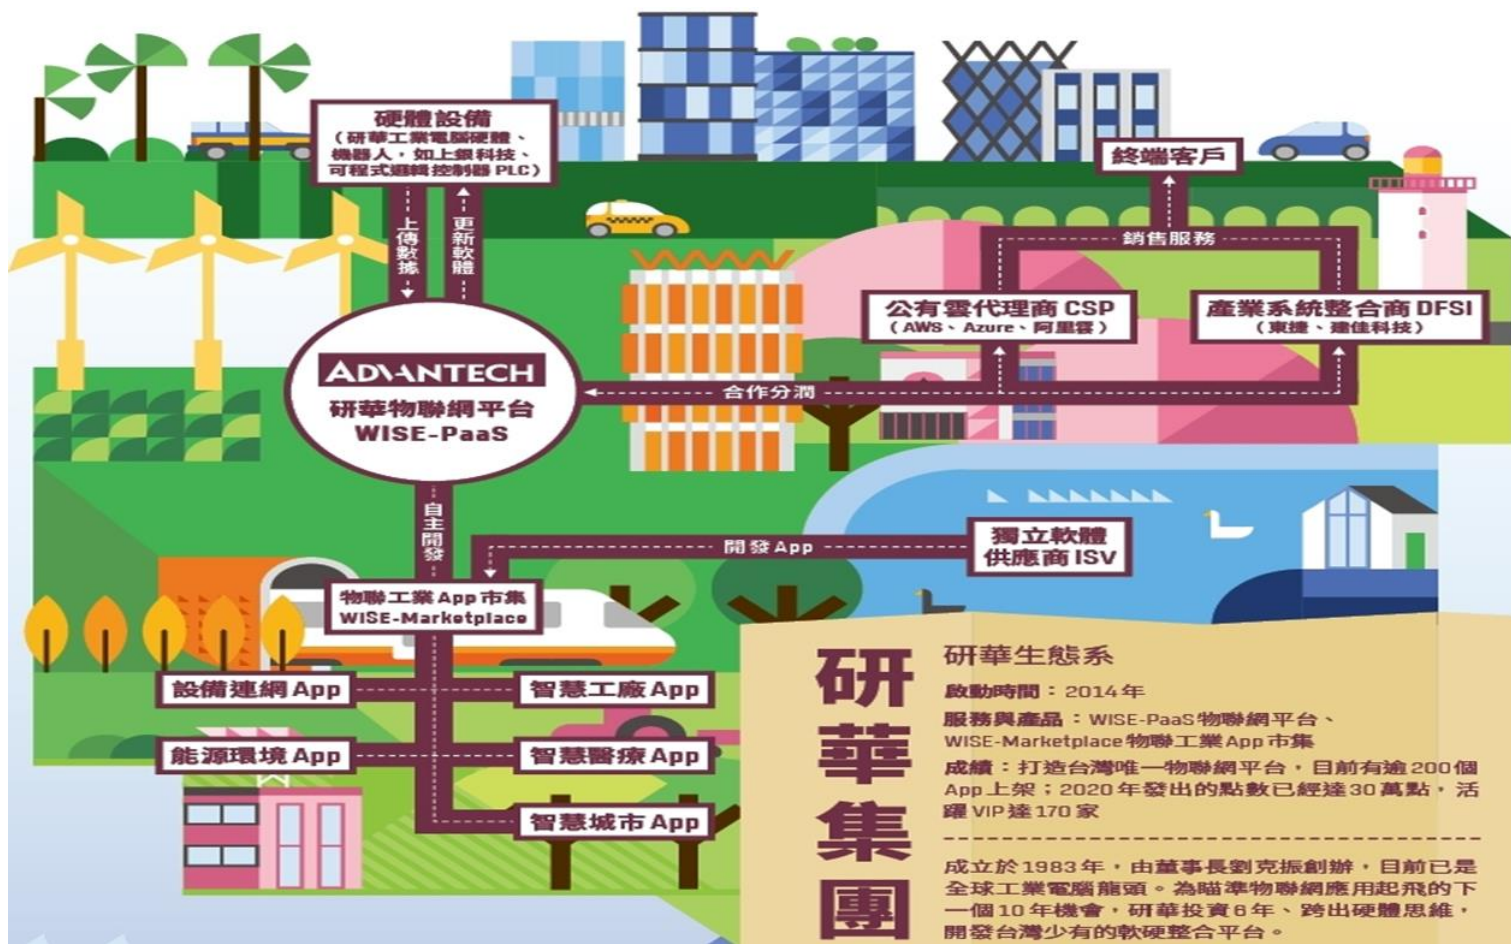 硬體設備
（研華工業電腦硬體、
機器人，如上銀科技、
可程式邏輯控制器 PLC）
終端客戶
上傳數據
更新軟體
銷售服務
公有雲代理商 CSP
（AWS、Azure、阿里雲）
產業系統整合商 DFSI
（東捷、建佳科技）
ADVANTECH
研華物聯網平台
WISE-PaaS
合作分潤
自主開發
開發 App
獨立軟體
供應商 ISV
物聯工業 App 市集
WISE-Marketplace
設備連網 App
智慧工廠 App
能源環境 App
智慧醫療 App
智慧城市 App
研華集團
研華生態系
啟動時間：2014 年
服務與產品：WISE-PaaS 物聯網平台、
WISE-Marketplace 物聯工業 App 市集
成績：打造台灣唯一物聯網平台，目前有逾 200 個
App 上架；2020 年發出的點數已經達 30 萬點，活
躍 VIP 達 170 家
成立於 1983 年，由董事長劉克振創辦，目前已是
全球工業電腦龍頭。為瞄準物聯網應用起飛的下
一個 10 年機會，研華投資 6 年、跨出硬體思維，
開發台灣少有的軟硬整合平台。